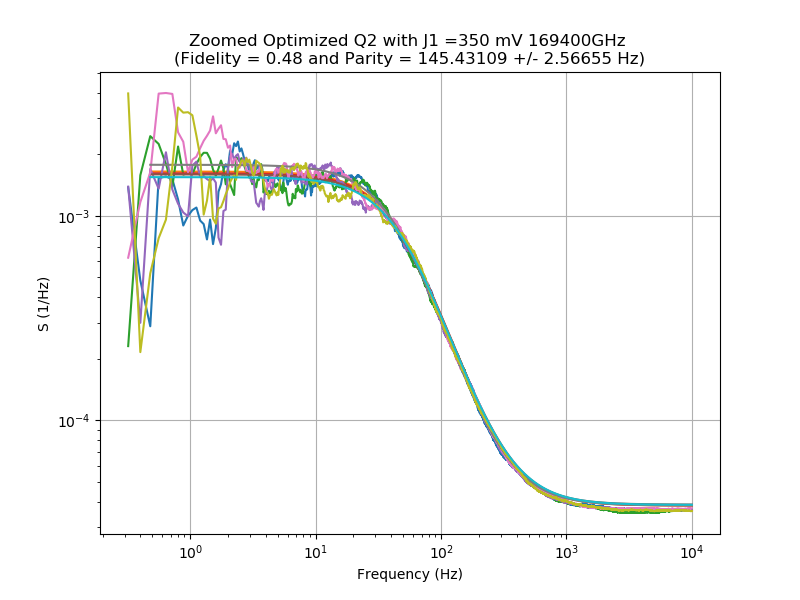 Zoomed Optimized Q2 with J1 =350 mV 169400GHz
(Fidelity = 0.48 and Parity = 145.43109 +/- 2.56655 Hz)
S (1/Hz)
10⁻³
10⁻⁴
10⁰ 10¹ 10² 10³ 10⁴
Frequency (Hz)